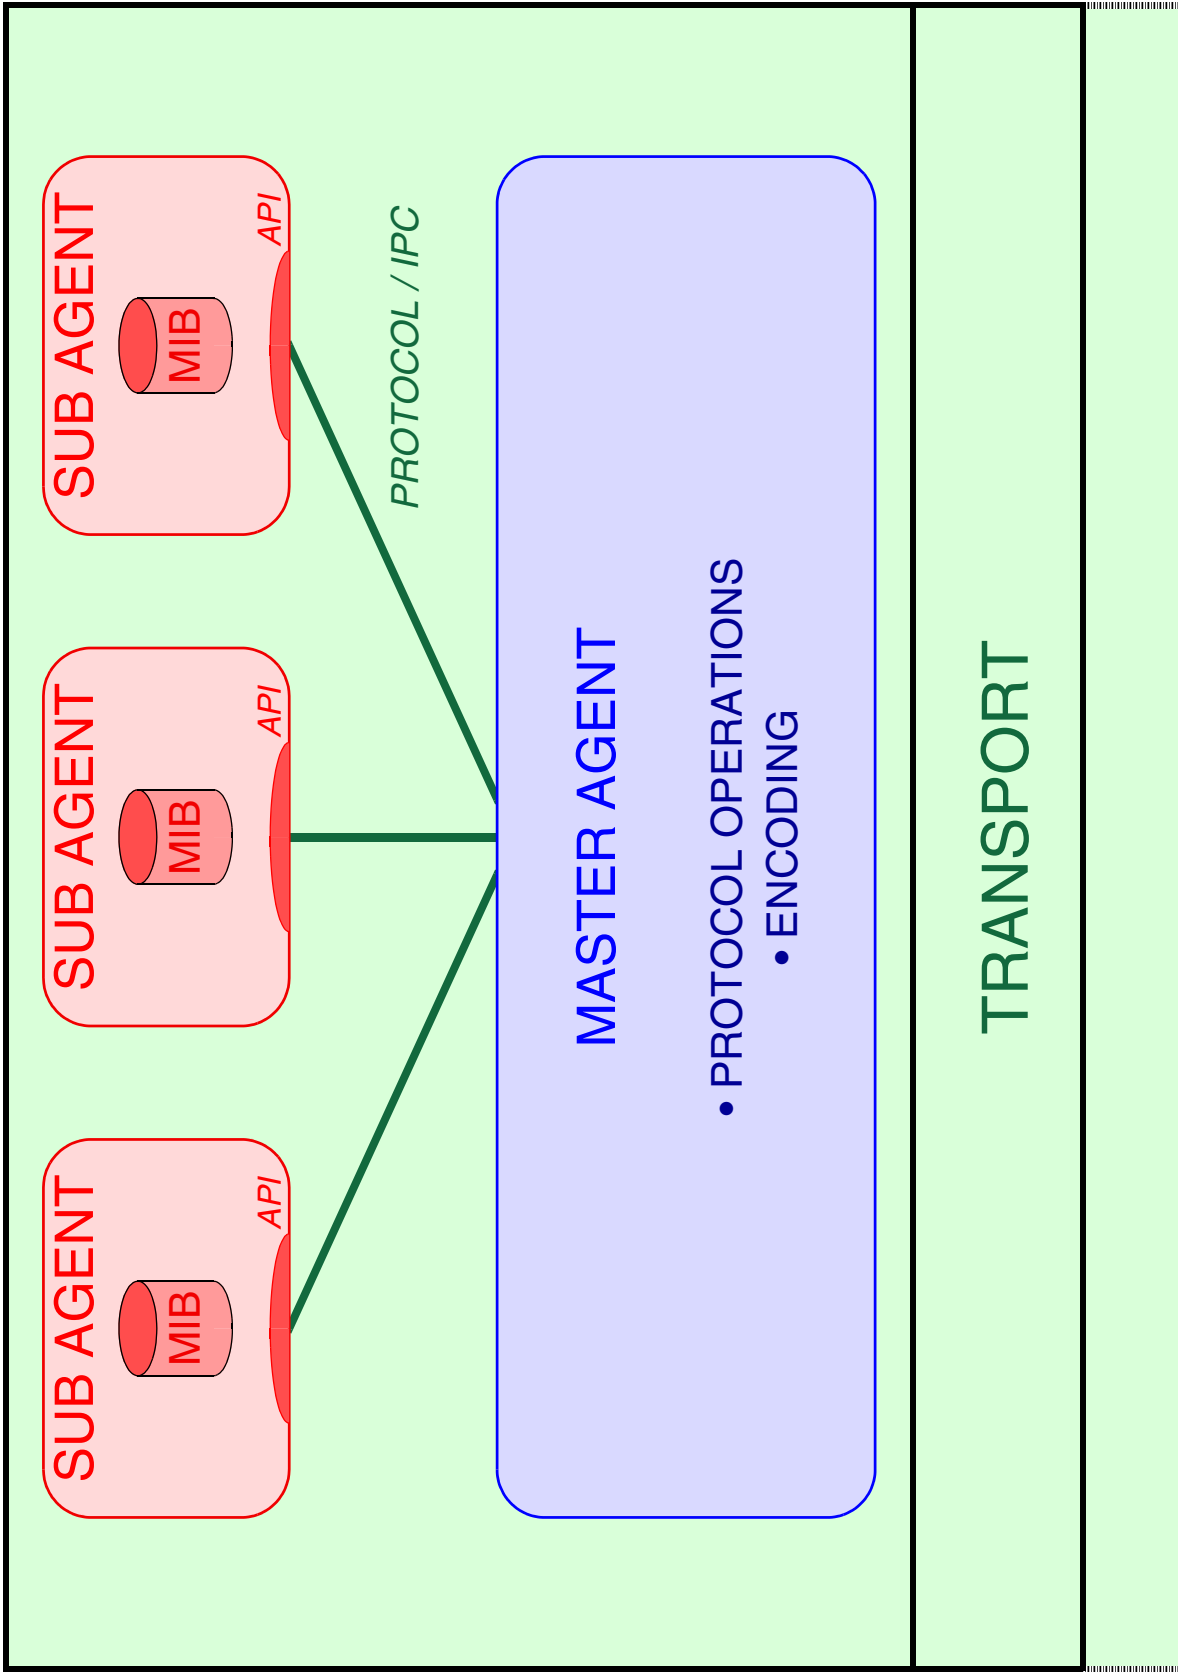 SUB AGENT
MIB
API
SUB AGENT
MIB
API
SUB AGENT
MIB
API
PROTOCOL / IPC
MASTER AGENT
• PROTOCOL OPERATIONS
• ENCODING
TRANSPORT